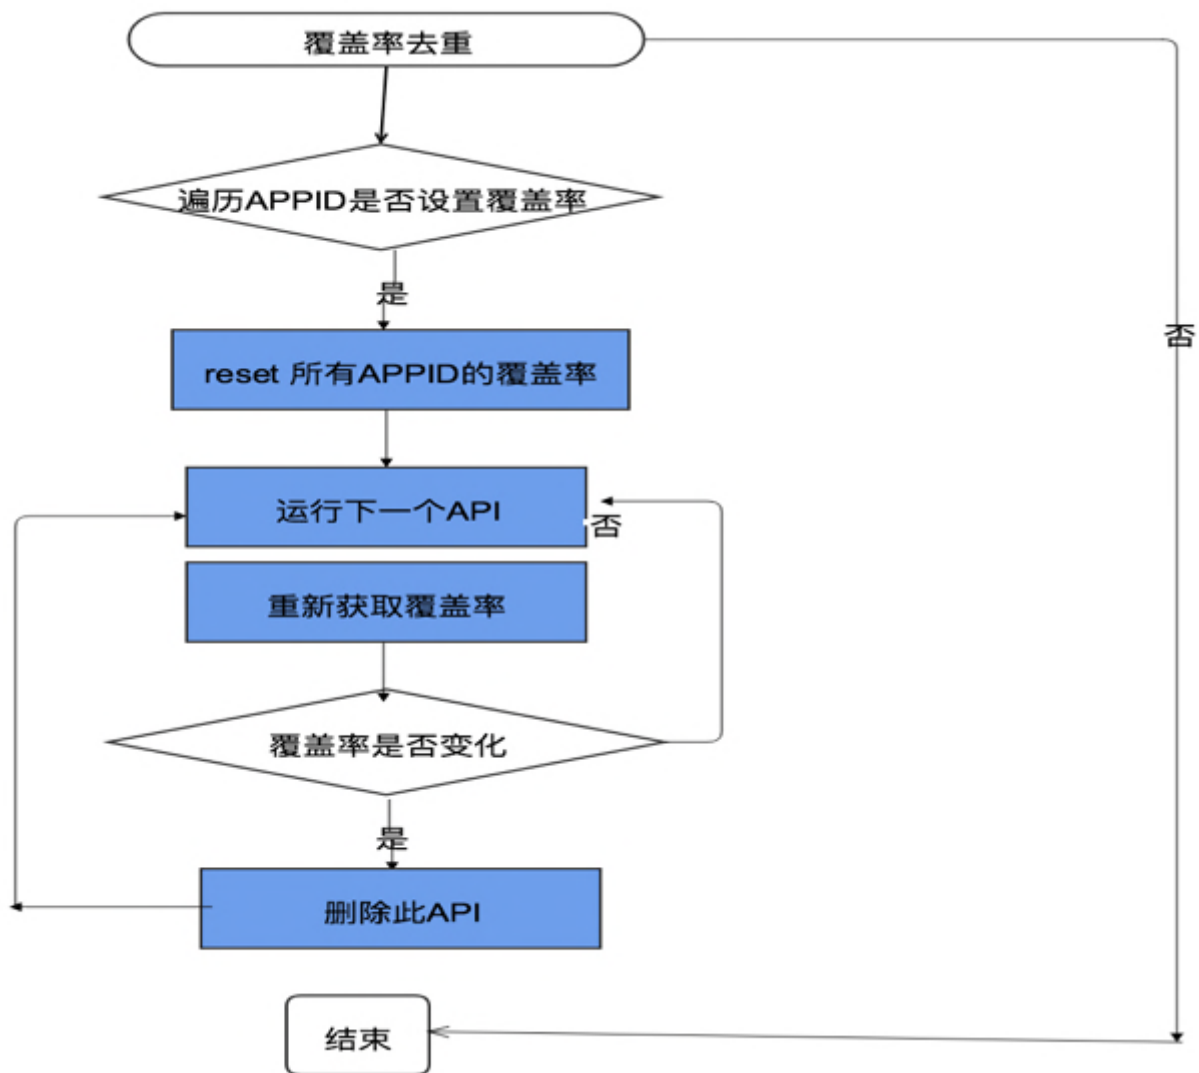 覆盖率去重
遍历APPID是否设置覆盖率
是
否
reset 所有APPID的覆盖率
运行下一个API
否
重新获取覆盖率
覆盖率是否变化
是
删除此API
结束